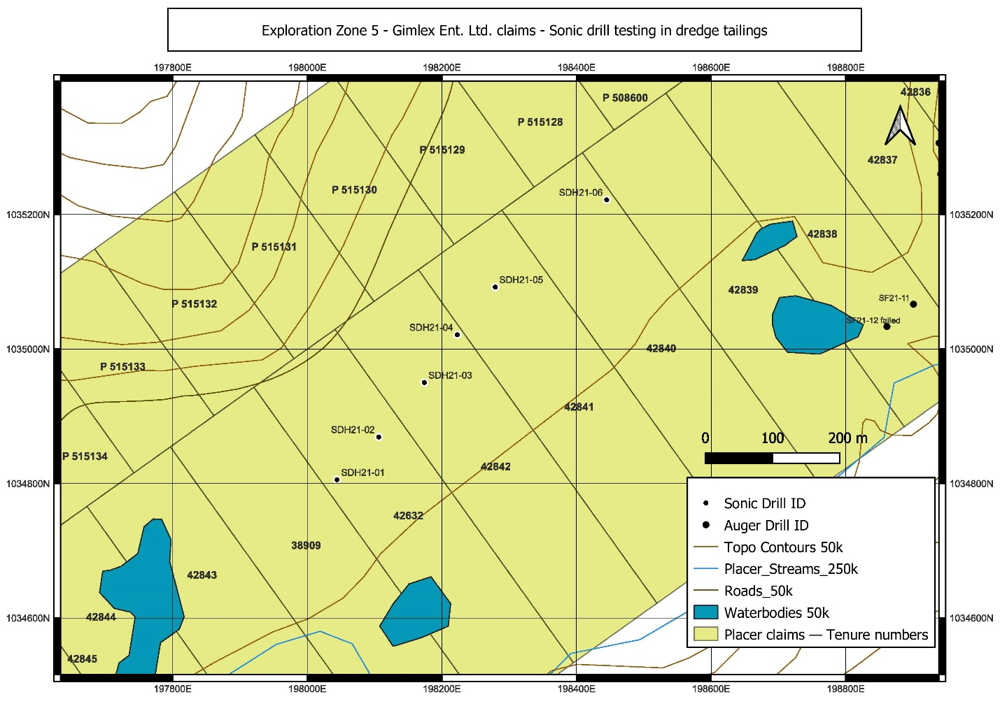 Exploration Zone 5 - Gimlex Ent. Ltd. claims - Sonic drill testing in dredge tailings
197800E 198000E 198200E 198400E 198600E 198800E
42836
P 508600
P 515128
P 515129
42837
P 515130
SDH21-06
1035200N 1035200N
42838
P 515131
SDH21-05
42839
SF21-11
P 515132
SF21-12 failed
SDH21-04
1035000N 42840 1035000N
P 515133
SDH21-03
42841
SDH21-02
0 100 200 m
P 515134
42842
SDH21-01
1034800N 1034800N
Sonic Drill ID
42632
Auger Drill ID
38909
Topo Contours 50k
Placer_Streams_250k
42843
Roads_50k
Waterbodies 50k
42844
1034600N 1034600N
Placer claims — Tenure numbers
42845
197800E 198000E 198200E 198400E 198600E 198800E